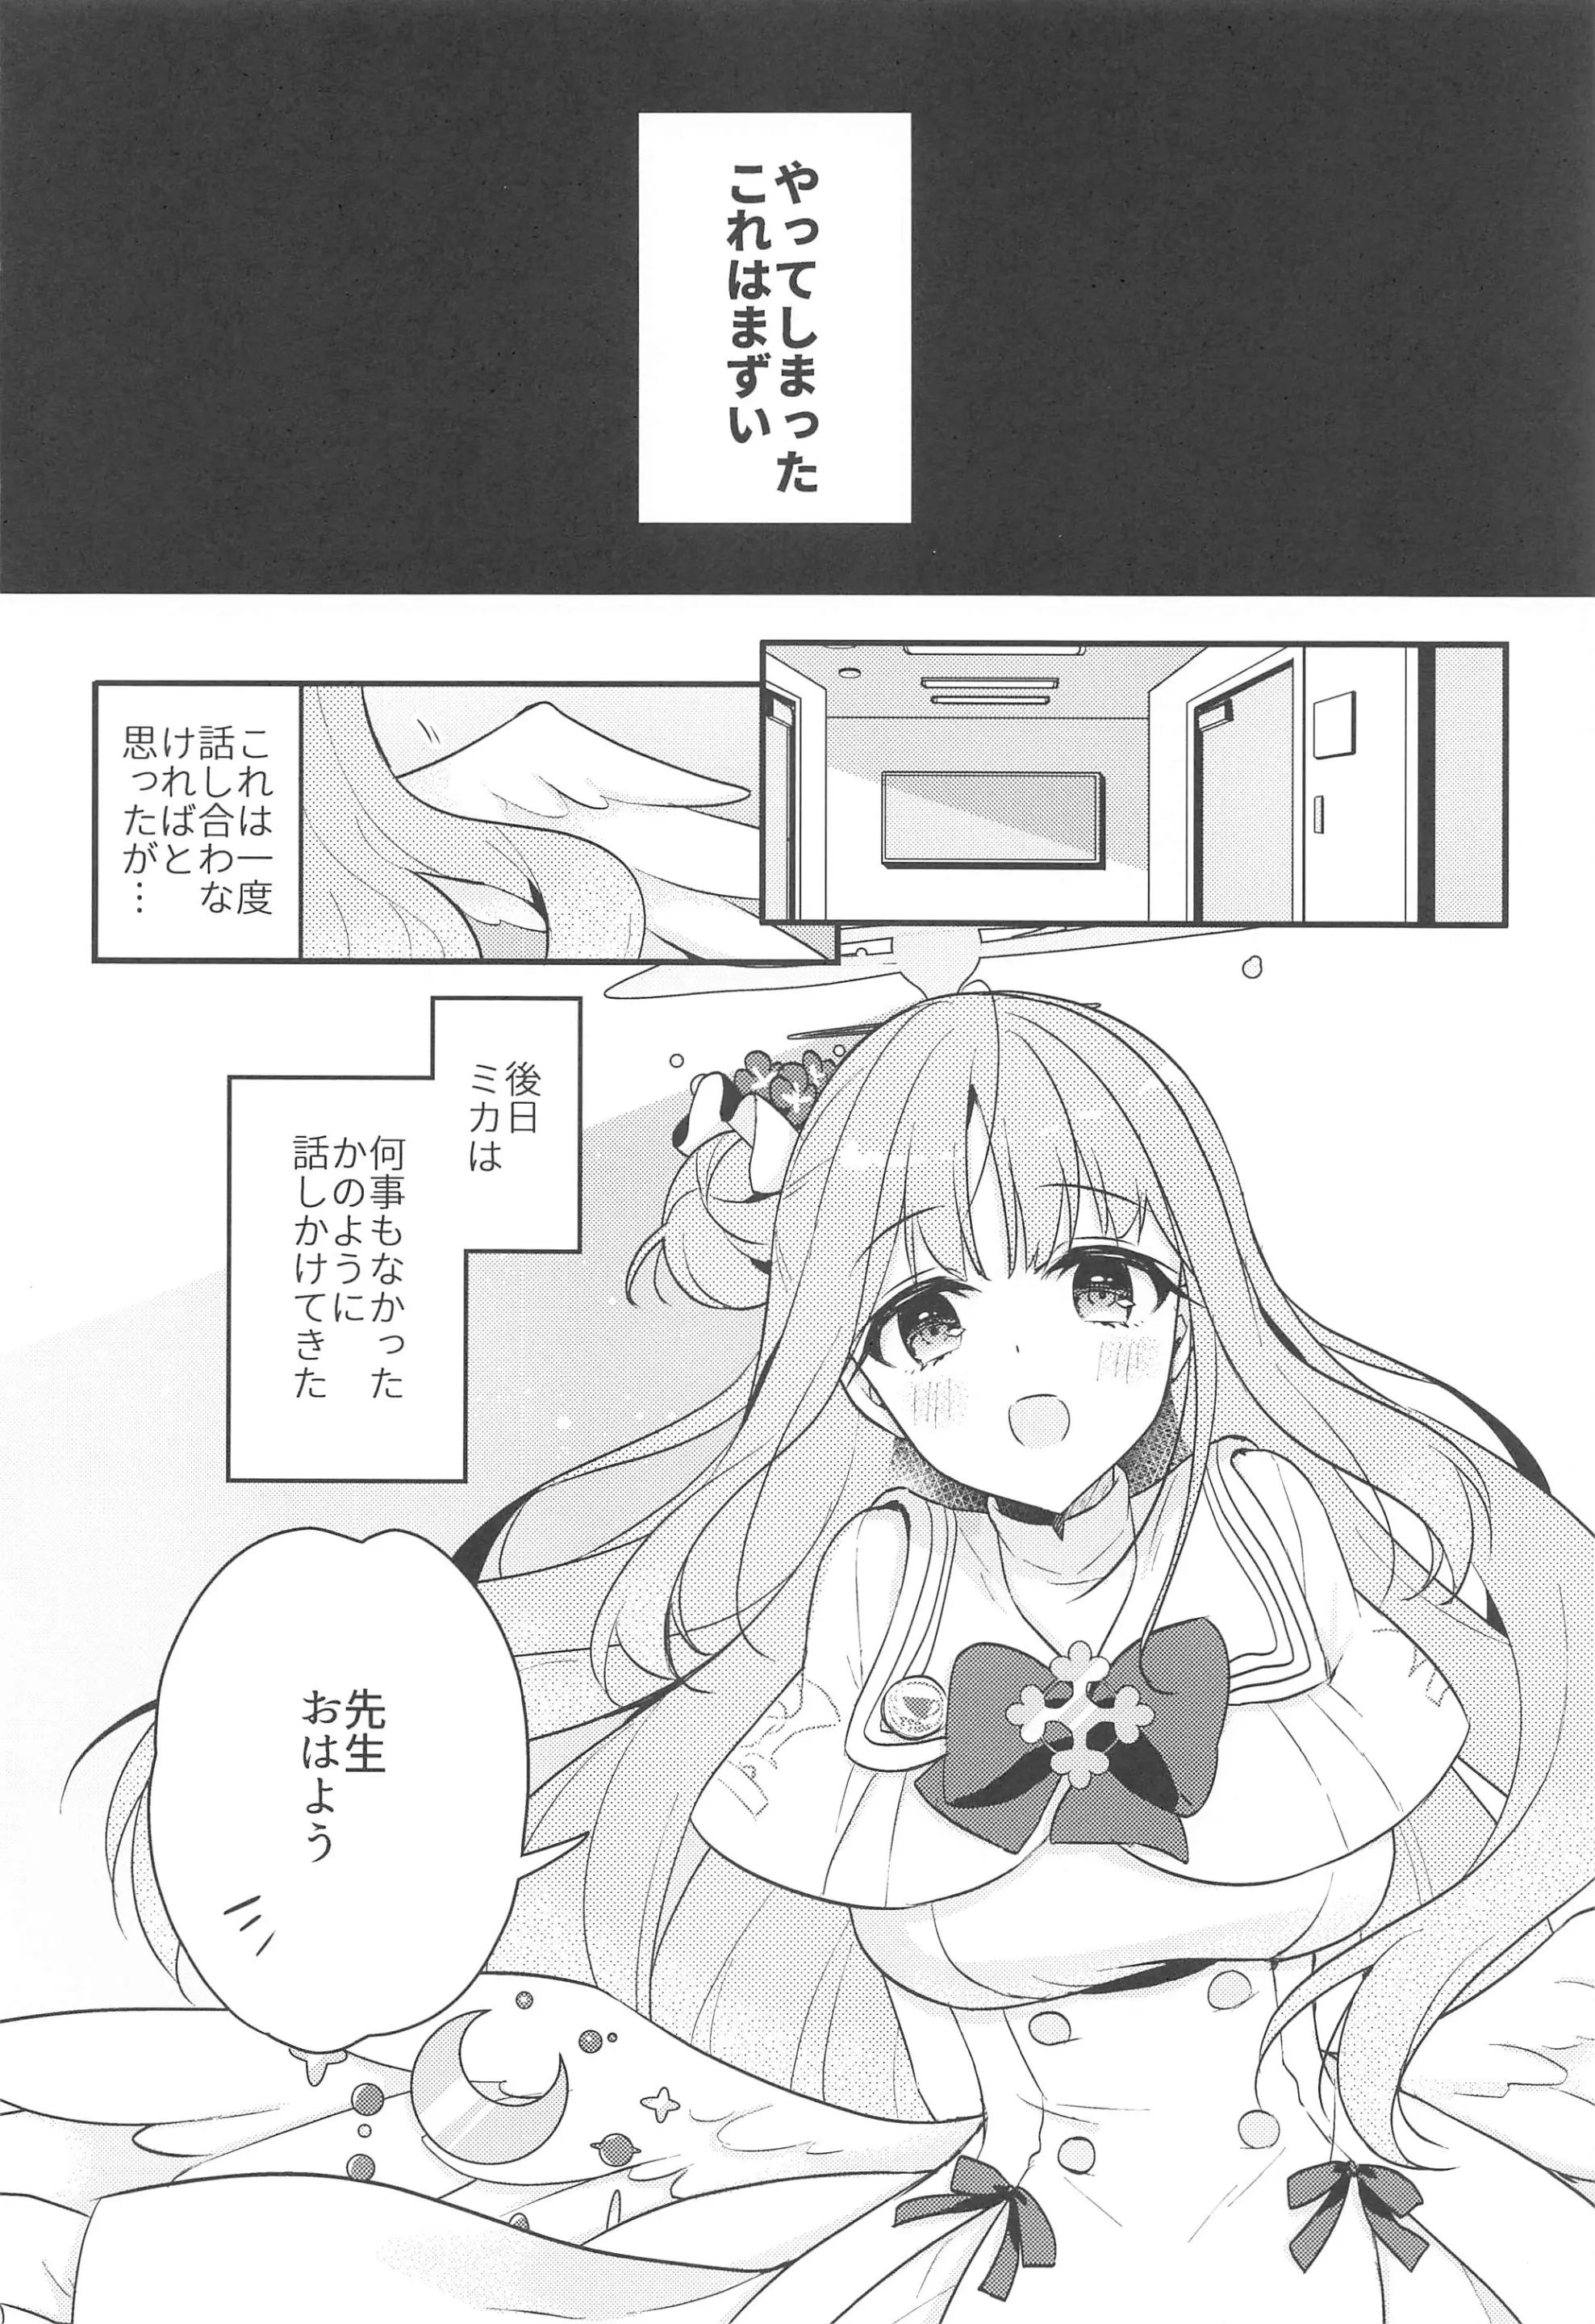 やってしまった
これはまずい
これは一度
話し合わな
ければと
思ったが…
後日
ミカは
何事もなかった
かのように
話しかけてきた
先生
おはよう